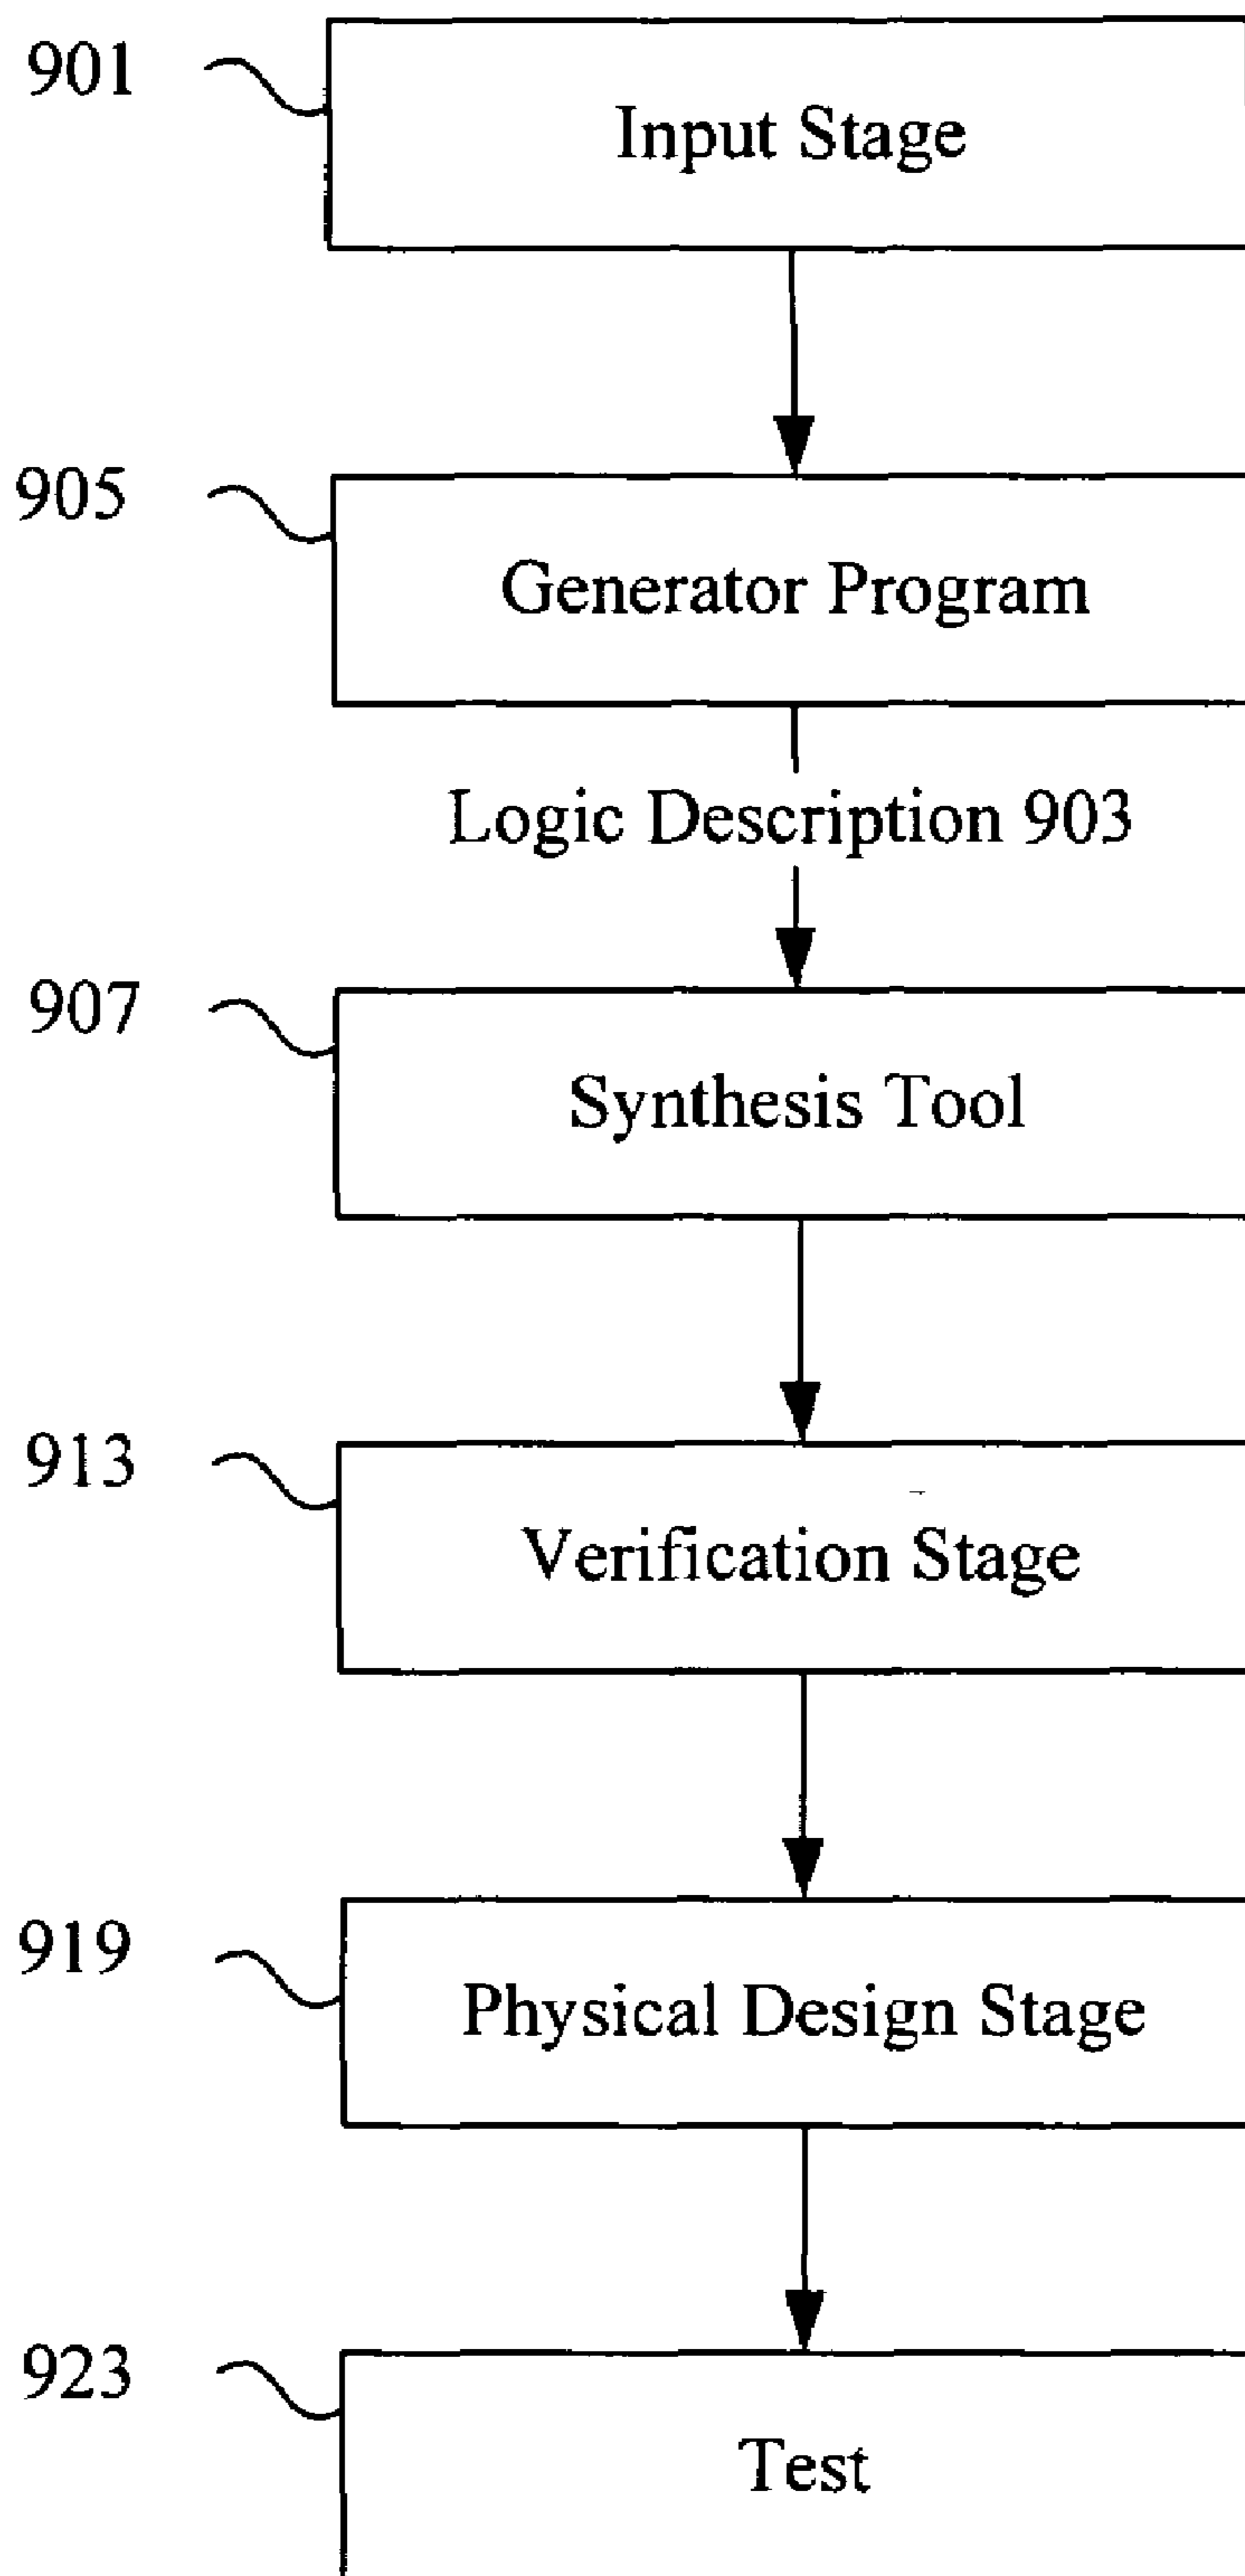 901
Input Stage
905
Generator Program
Logic Description 903
907
Synthesis Tool
913
Verification Stage
919
Physical Design Stage
923
Test